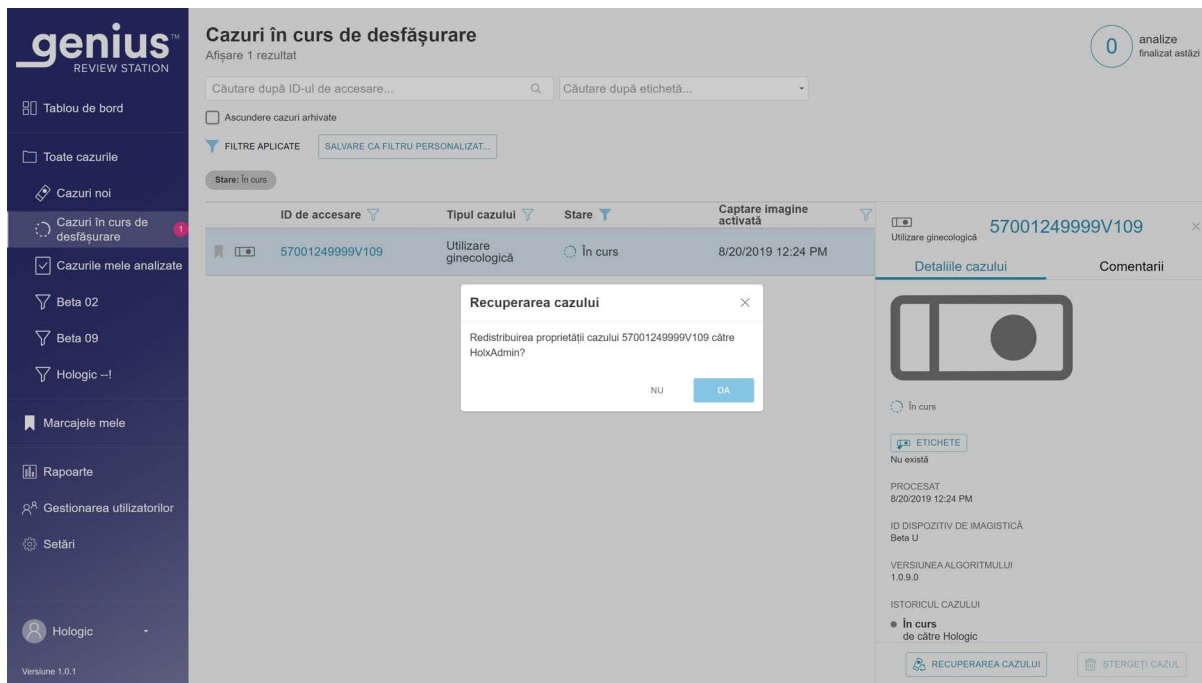 genius™
REVIEW STATION
Tablou de bord
Toate cazurile
Cazuri noi
Cazuri în curs de
desfășurare
1
Cazurile mele analizate
Beta 02
Beta 09
Hologic --!
Marcajele mele
Rapoarte
Gestionarea utilizatorilor
Setări
Hologic
Versiune 1.0.1
Cazuri în curs de desfășurare
Afișare 1 rezultat
0
analize
finalizat astăzi
Căutare după ID-ul de accesare...
Căutare după etichetă...
Ascundere cazuri arhivate
FILTRE APLICATE
SALVARE CA FILTRU PERSONALIZAT...
Stare: În curs
ID de accesare
Tipul cazului
Stare
Captare imagine
activată
57001249999V109
Utilizare
ginecologică
În curs
8/20/2019 12:24 PM
Recuperarea cazului
Redistribuirea proprietății cazului 57001249999V109 către
HolxAdmin?
NU
DA
Utilizare ginecologică
57001249999V109
Detaliile cazului
Comentarii
În curs
ETICHETE
Nu există
PROCESAT
8/20/2019 12:24 PM
ID DISPOZITIV DE IMAGISTICĂ
Beta U
VERSIUNEA ALGORITMULUI
1.0.9.0
ISTORICUL CAZULUI
În curs
de către Hologic
RECUPERAREA CAZULUI
ȘTERGEȚI CAZUL